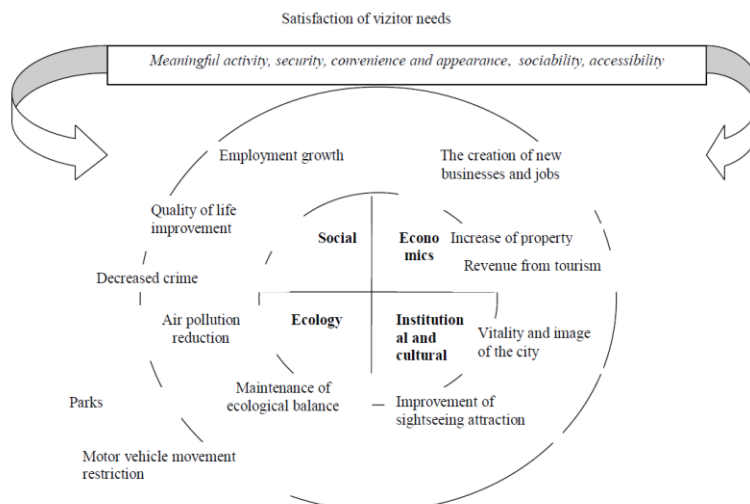 Satisfaction of vizitor needs
Meaningful activity, security, convenience and appearance, sociability, accessibility
Employment growth
The creation of new
businesses and jobs
Quality of life
improvement
Social
Econo
mics
Increase of property
Revenue from tourism
Decreased crime
Air pollution
reduction
Ecology
Institution
al and
cultural
Vitality and image
of the city
Maintenance of
ecological balance
Improvement of
sightseeing attraction
Parks
Motor vehicle movement
restriction